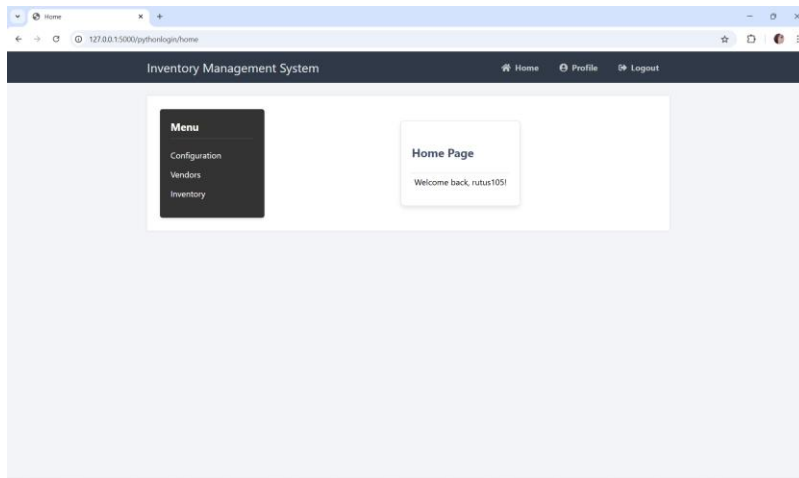 Home
127.0.0.1:5000/pythonlogin/home
Inventory Management System
Home Profile Logout
Menu
Configuration
Vendors
Inventory
Home Page
Welcome back, rutus105!